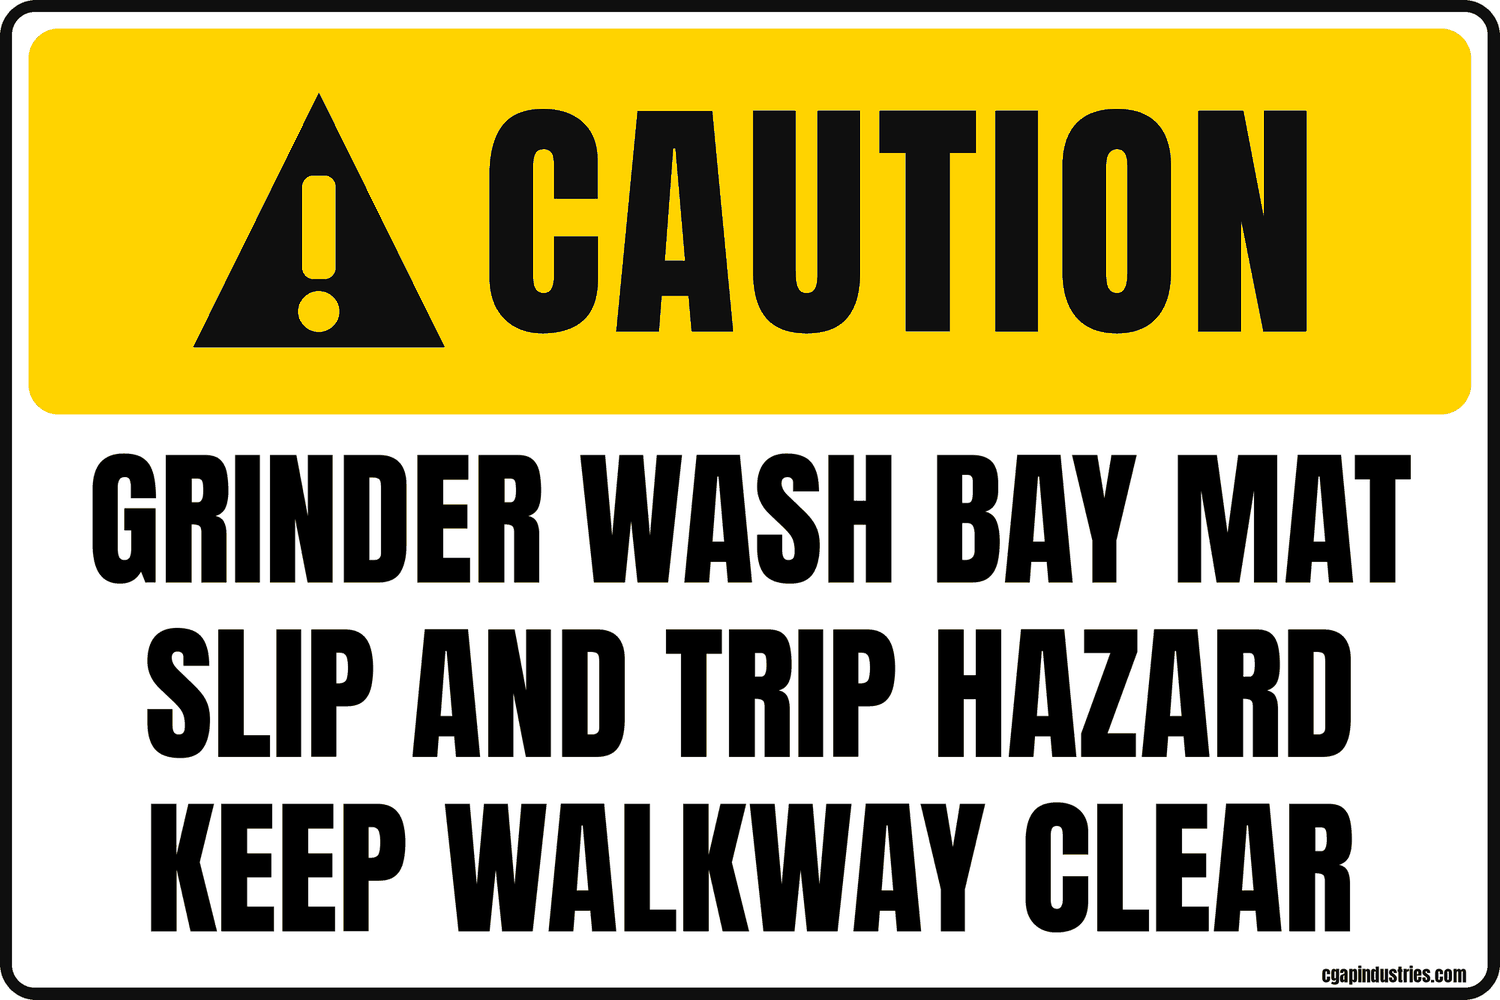 CAUTION
GRINDER WASH BAY MAT
SLIP AND TRIP HAZARD
KEEP WALKWAY CLEAR
cgapindustries.com